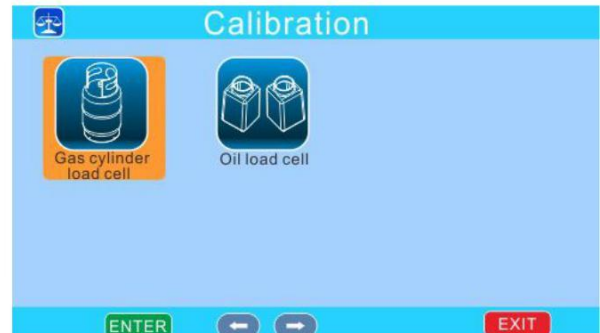 Calibration
Gas cylinder
load cell
Oil load cell
ENTER
EXIT